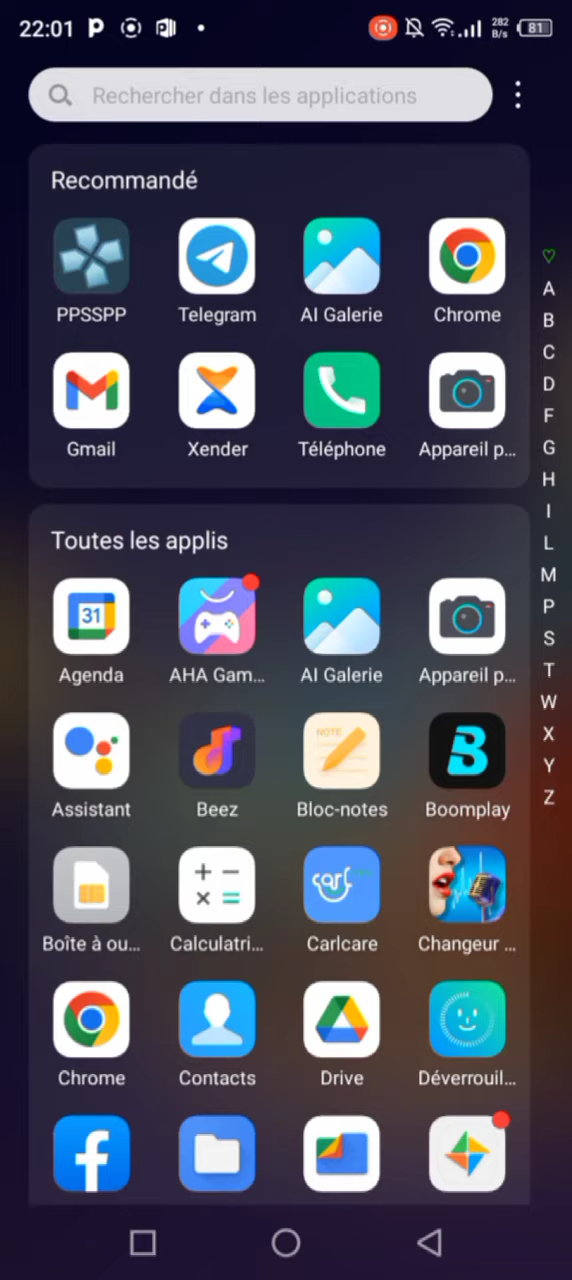 22:01
282
B/s
81
Rechercher dans les applications
Recommandé
PPSSPP Telegram AI Galerie Chrome
Gmail Xender Téléphone Appareil p...
Toutes les applis
31
Agenda AHA Gam... AI Galerie Appareil p...
NOTE
Assistant Beez Bloc-notes Boomplay
carl
Boîte à ou... Calculatri... Carlcare Changeur ...
Chrome Contacts Drive Déverrouil...
A
B
C
D
F
G
H
I
L
M
P
S
T
W
X
Y
Z